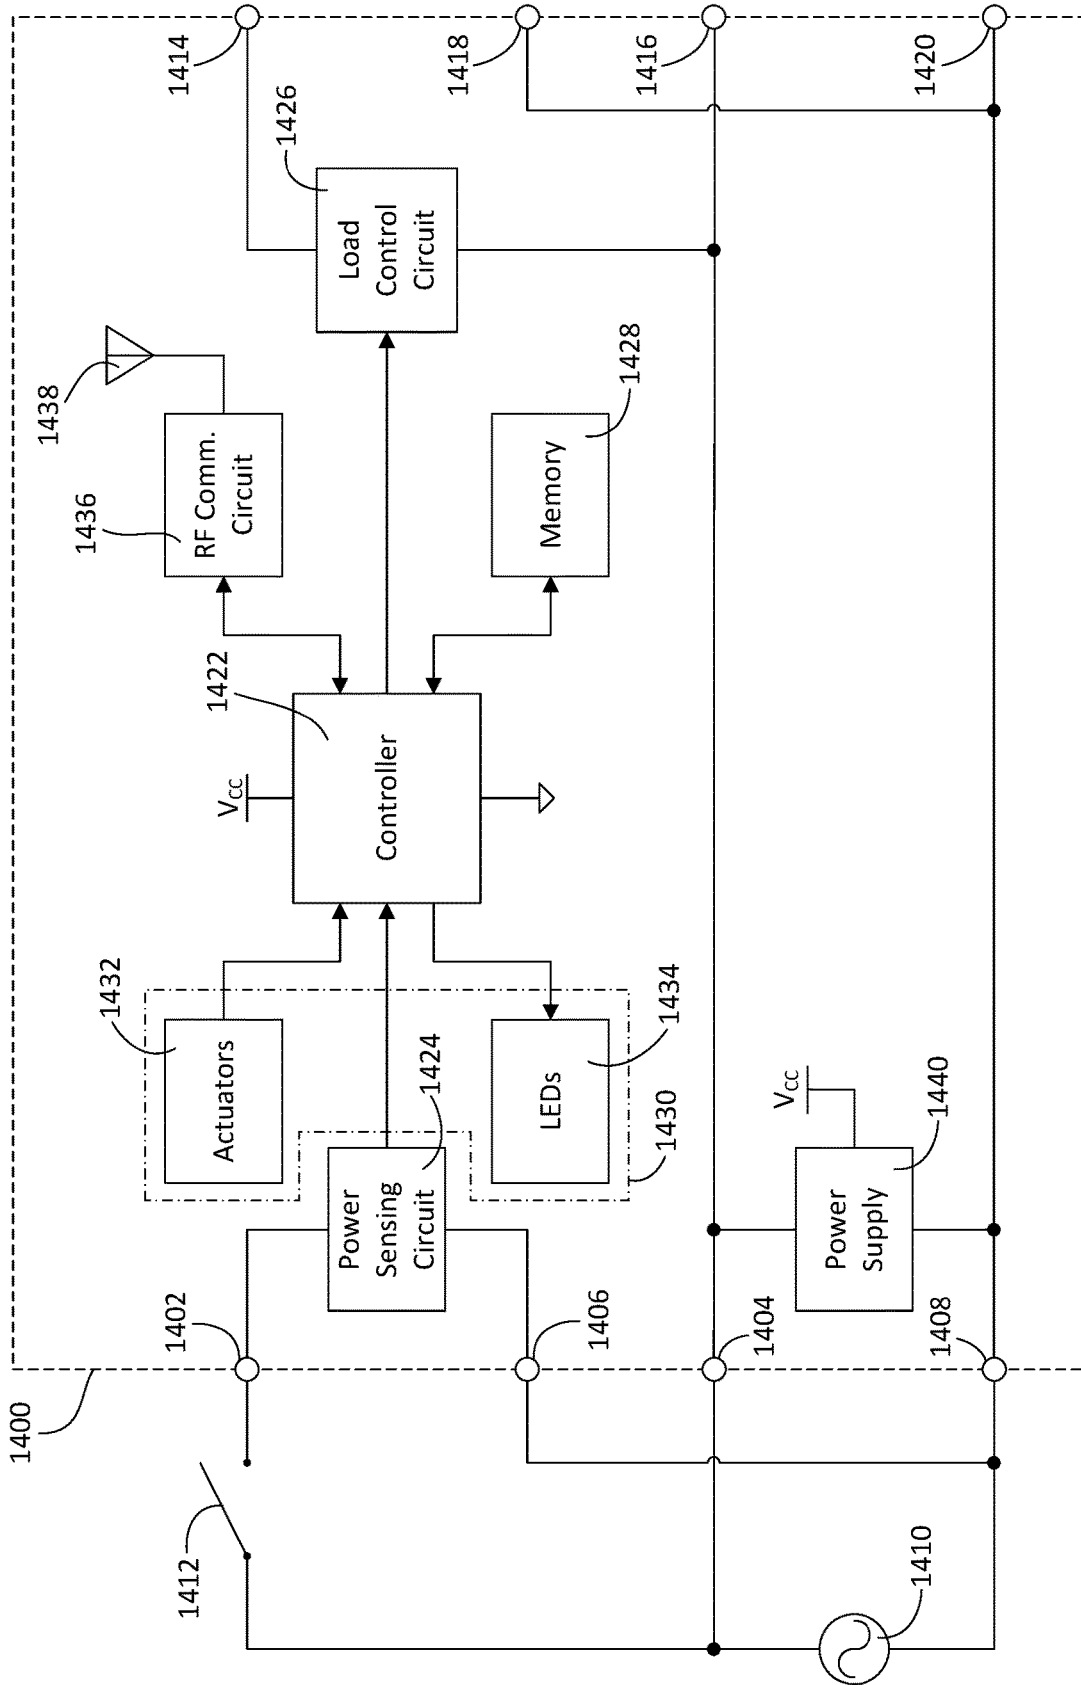 1400
1402
1406
1404
1408
1410
1412
Power
Sensing
Circuit
1424
Actuators
1432
LEDs
1434
1430
Power
Supply
1440
VCC
Controller
1422
VCC
RF Comm.
Circuit
1436
1438
Memory
1428
Load
Control
Circuit
1426
1414
1418
1416
1420